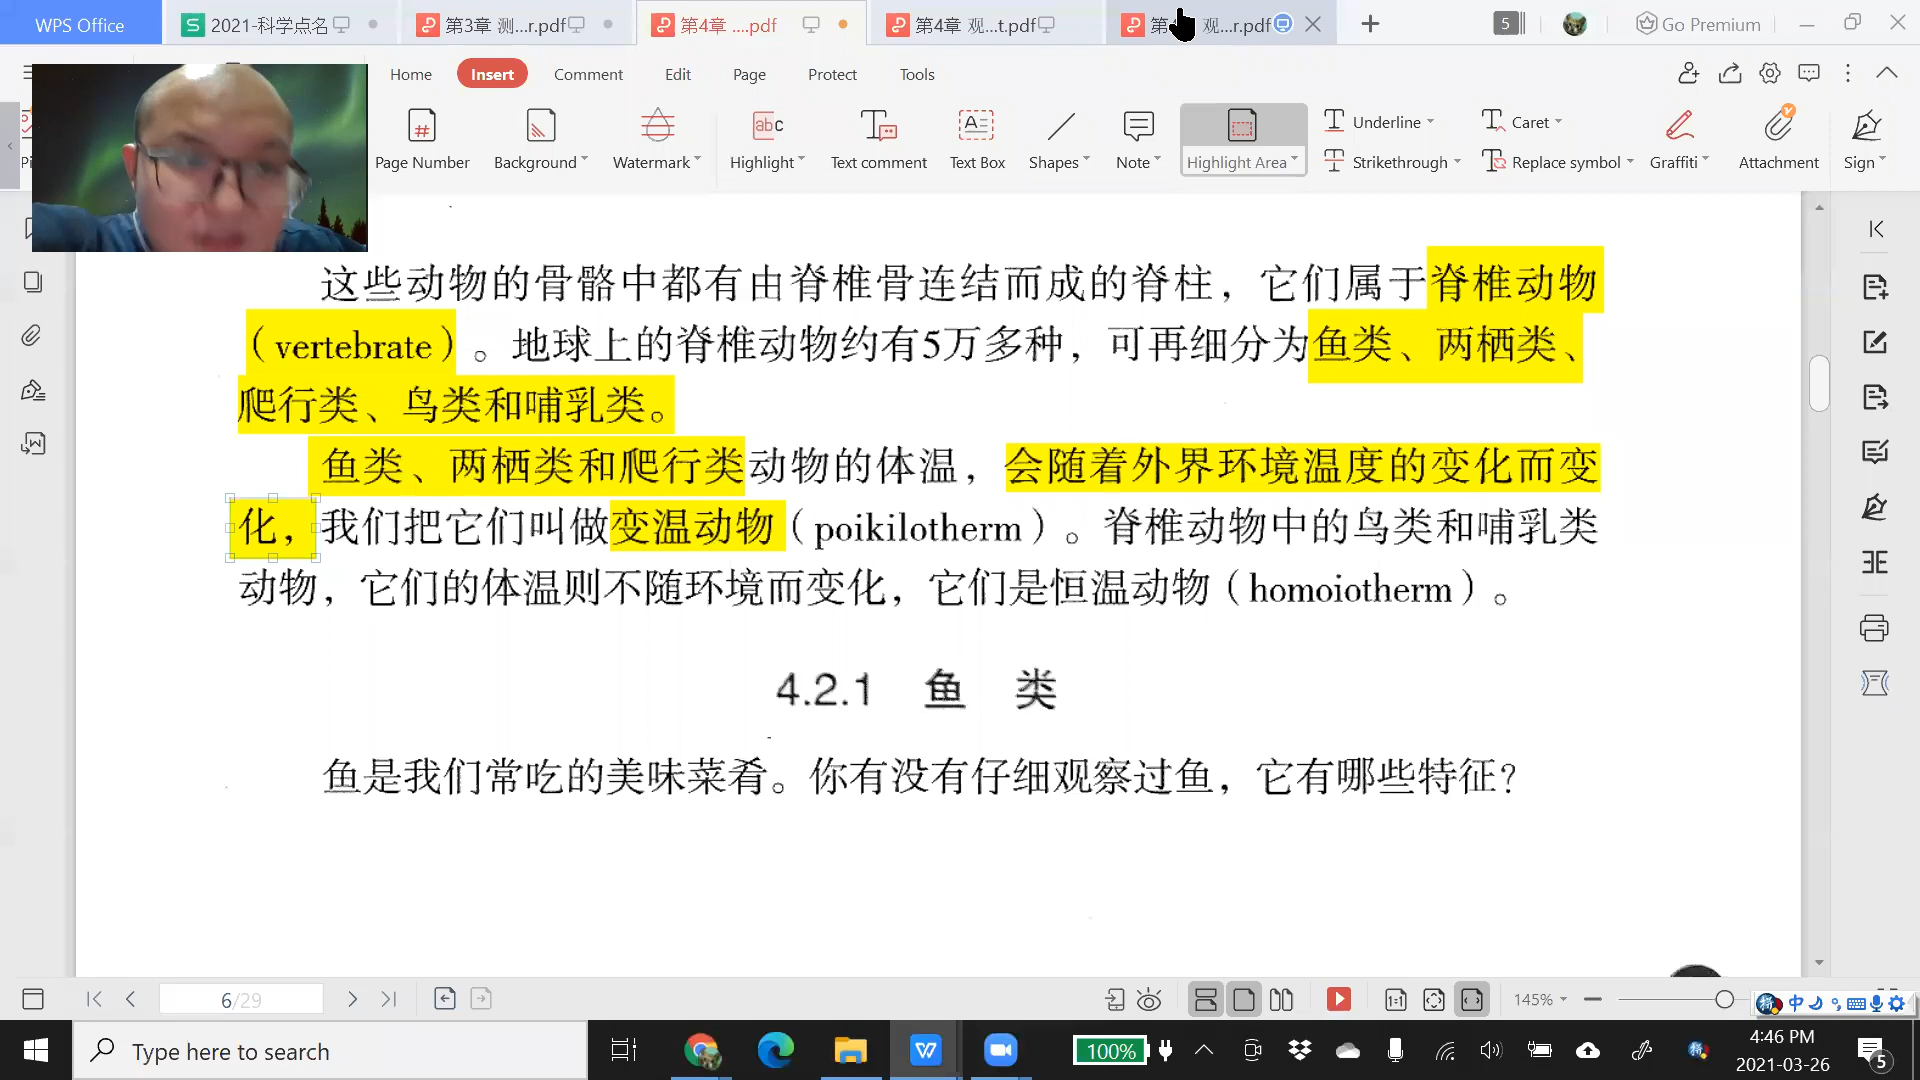 WPS Office
2021-科学点名
第3章 测...r.pdf
第4章 ....pdf
第4章 观...t.pdf
观...r.pdf
5
Go Premium
Home
Insert
Comment
Edit
Page
Protect
Tools
Page Number
Background
Watermark
Highlight
Text comment
Text Box
Shapes
Note
Highlight Area
Underline
Strikethrough
Caret
Replace symbol
Graffiti
Attachment
Sign
这些动物的骨骼中都有由脊椎骨连结而成的脊柱，它们属于脊椎动物
（vertebrate）。地球上的脊椎动物约有5万多种，可再细分为鱼类、两栖类、
爬行类、鸟类和哺乳类。
鱼类、两栖类和爬行类动物的体温，会随着外界环境温度的变化而变
化，我们把它们叫做变温动物（poikilotherm）。脊椎动物中的鸟类和哺乳类
动物，它们的体温则不随环境而变化，它们是恒温动物（homoiotherm）。
4.2.1 鱼 类
鱼是我们常吃的美味菜肴。你有没有仔细观察过鱼，它有哪些特征？
6/29
145%
中
Type here to search
100%
4:46 PM
2021-03-26
5